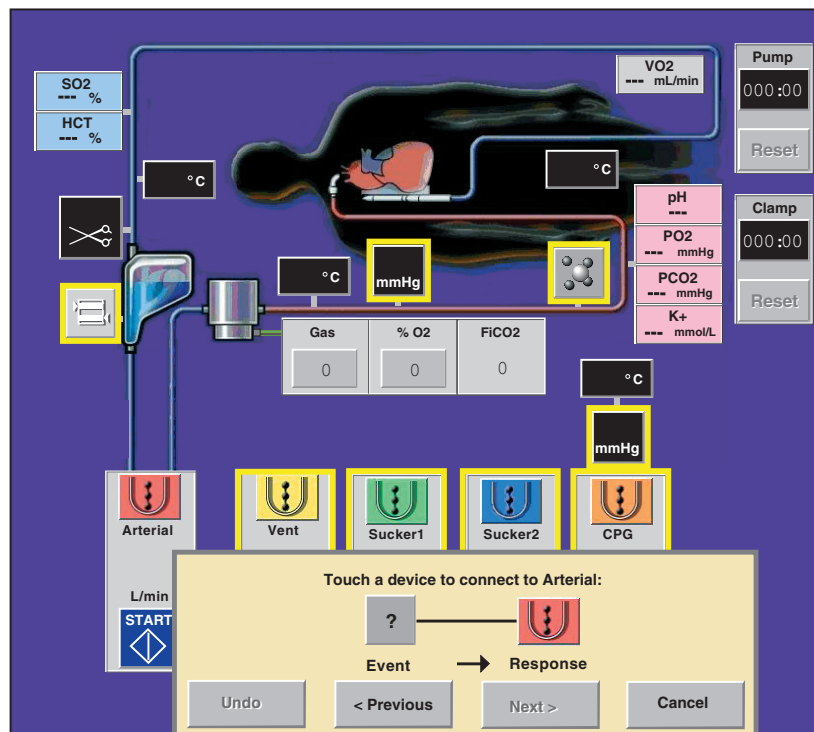 VO2
--- mL/min
Pump
000:00
Reset
SO2
--- %
HCT
--- %
°C
°C
pH
---
PO2
--- mmHg
PCO2
--- mmHg
K+
--- mmol/L
Clamp
000:00
Reset
°C
mmHg
Gas
% O2
FiCO2
0
0
0
°C
mmHg
Arterial
Vent
Sucker1
Sucker2
CPG
L/min
START
Touch a device to connect to Arterial:
?
Event
Response
Undo
< Previous
Next >
Cancel